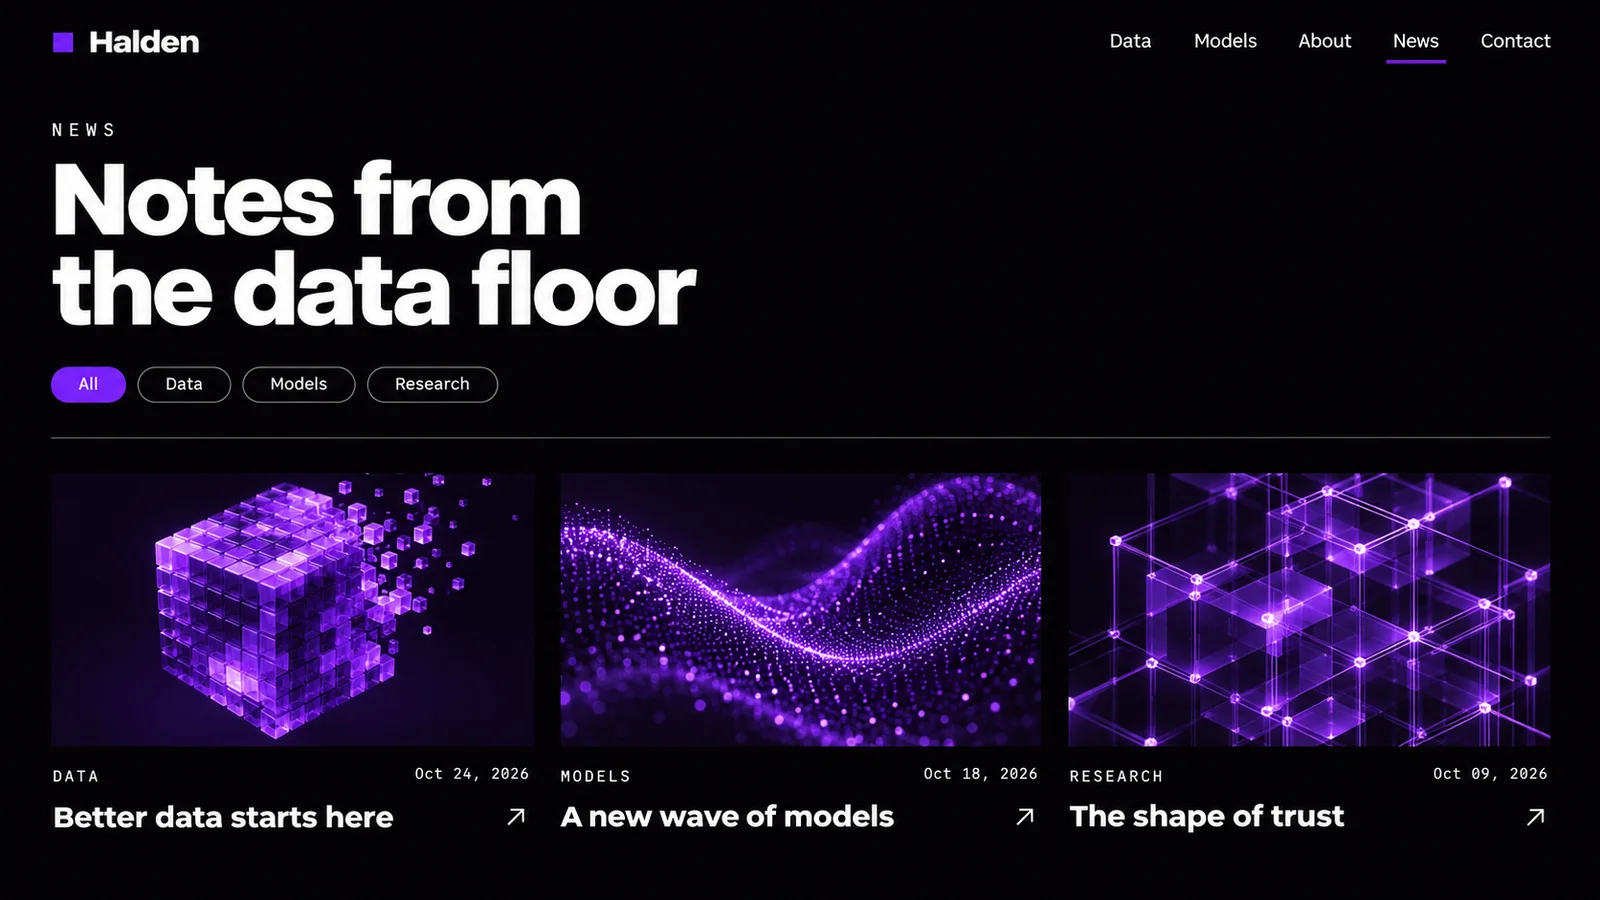 Halden
Data Models About News Contact
NEWS
Notes from
the data floor
All Data Models Research
DATA Oct 24, 2026
Better data starts here
MODELS Oct 18, 2026
A new wave of models
RESEARCH Oct 09, 2026
The shape of trust